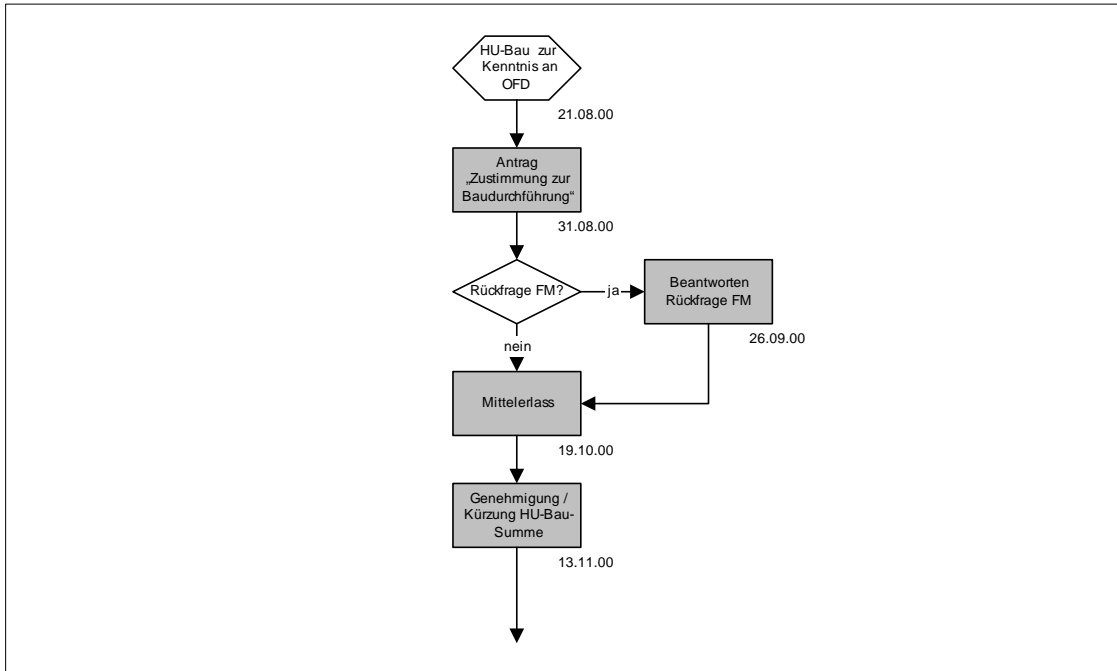 HU-Bau zur
Kenntnis an
OFD
21.08.00
Antrag
„Zustimmung zur
Baudurchführung“
31.08.00
Rückfrage FM?
ja
Beantworten
Rückfrage FM
26.09.00
nein
Mittelerlass
19.10.00
Genehmigung /
Kürzung HU-Bau-
Summe
13.11.00